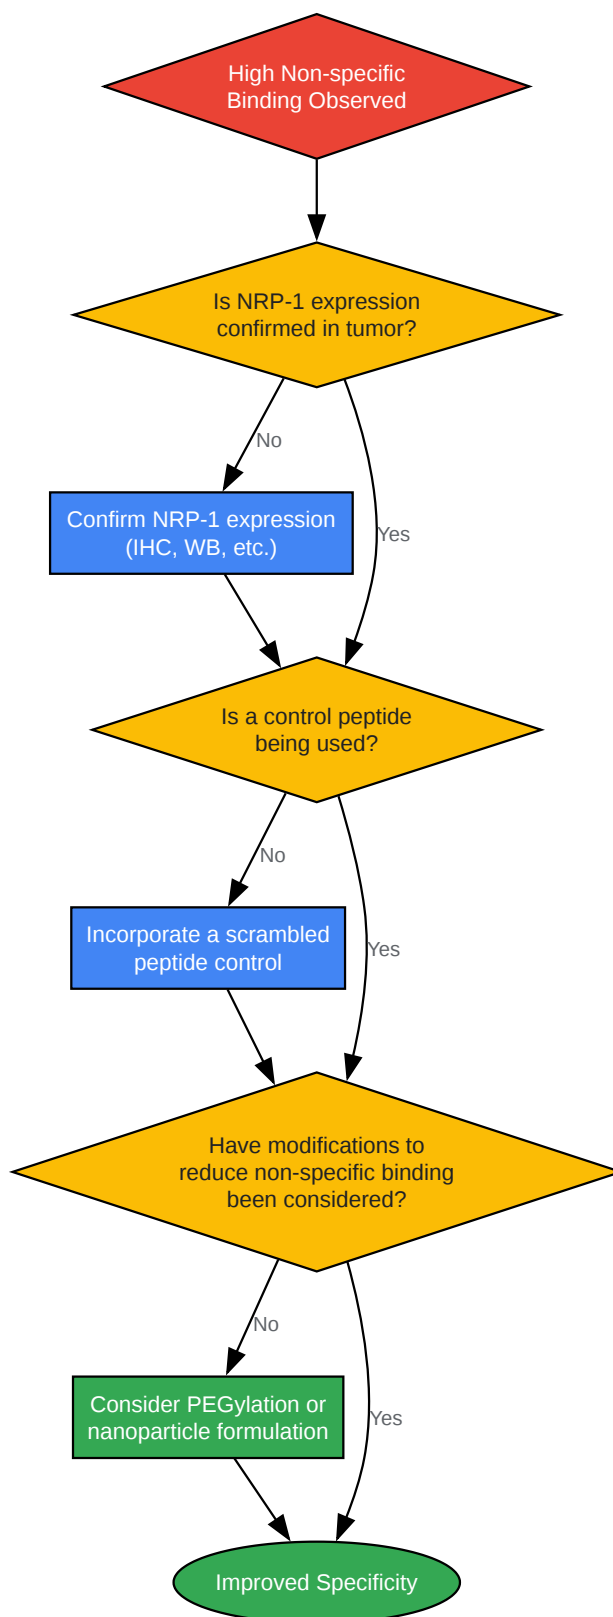 High Non-specific
Binding Observed
Is NRP-1 expression
confirmed in tumor?
No
Confirm NRP-1 expression
(IHC, WB, etc.)
Yes
Is a control peptide
being used?
No
Incorporate a scrambled
peptide control
Yes
Have modifications to
reduce non-specific binding
been considered?
No
Consider PEGylation or
nanoparticle formulation
Yes
Improved Specificity